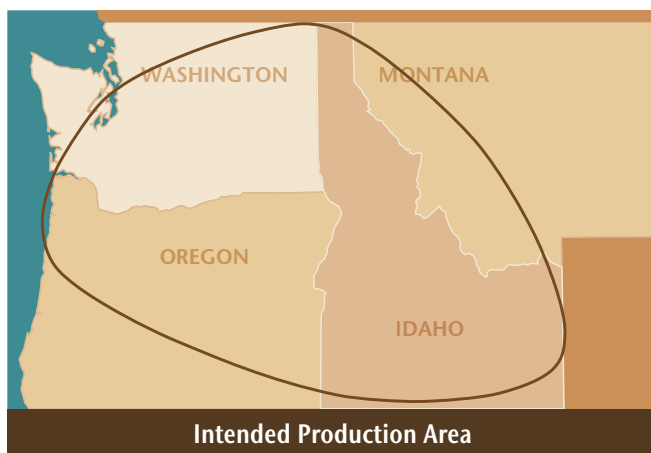 WASHINGTON
MONTANA
OREGON
IDAHO
Intended Production Area